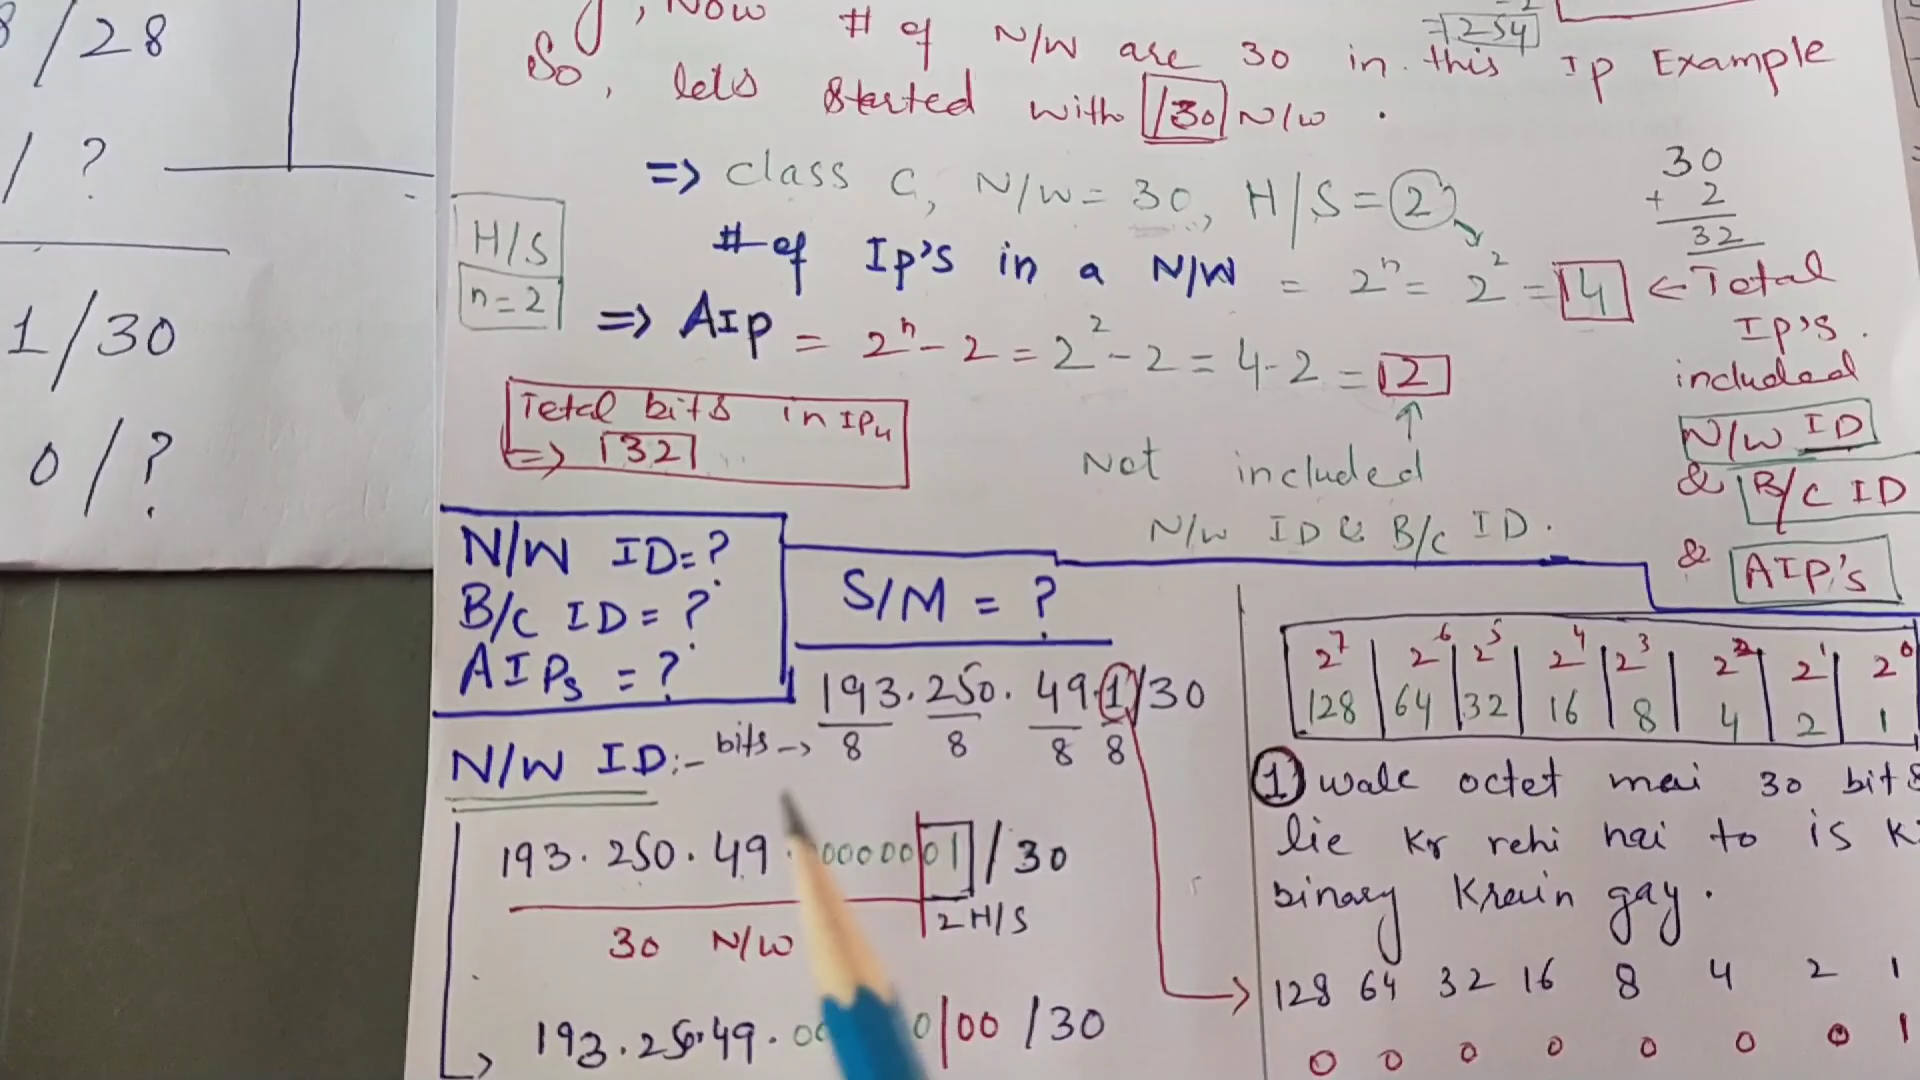 /28
/ ?
1/30
0/?
, Now # of N/W are 30 in this Ip Example
= 254
So, lets started with /30 N/W.
=> class C, N/W = 30, H/S = 2
30
+ 2
32
H/S
n=2
# of Ip's in a N/W = 2^n = 2^2 = 4 <- Total
Ip's.
included
N/W ID
& B/C ID
& AIP's
=> AIP = 2^n - 2 = 2^2 - 2 = 4-2 = 2
Total bits in IP4
=> 32
Not included
N/W ID & B/C ID.
N/W ID=?
B/C ID=?
AIPs=?
S/M = ?
193.250.49.1/30
bits -> 8 8 8 8
N/W ID:-
193.250.49.00000001/30
30 N/W 2 H/S
193.250.49.00 0|00 /30
2^7 2^6 2^5 2^4 2^3 2^2 2^1 2^0
128 64 32 16 8 4 2 1
1 wale octet mai 30 bits
lie kr rehi hai to is k
binary Krain gay.
128 64 32 16 8 4 2 1
0 0 0 0 0 0 0 1